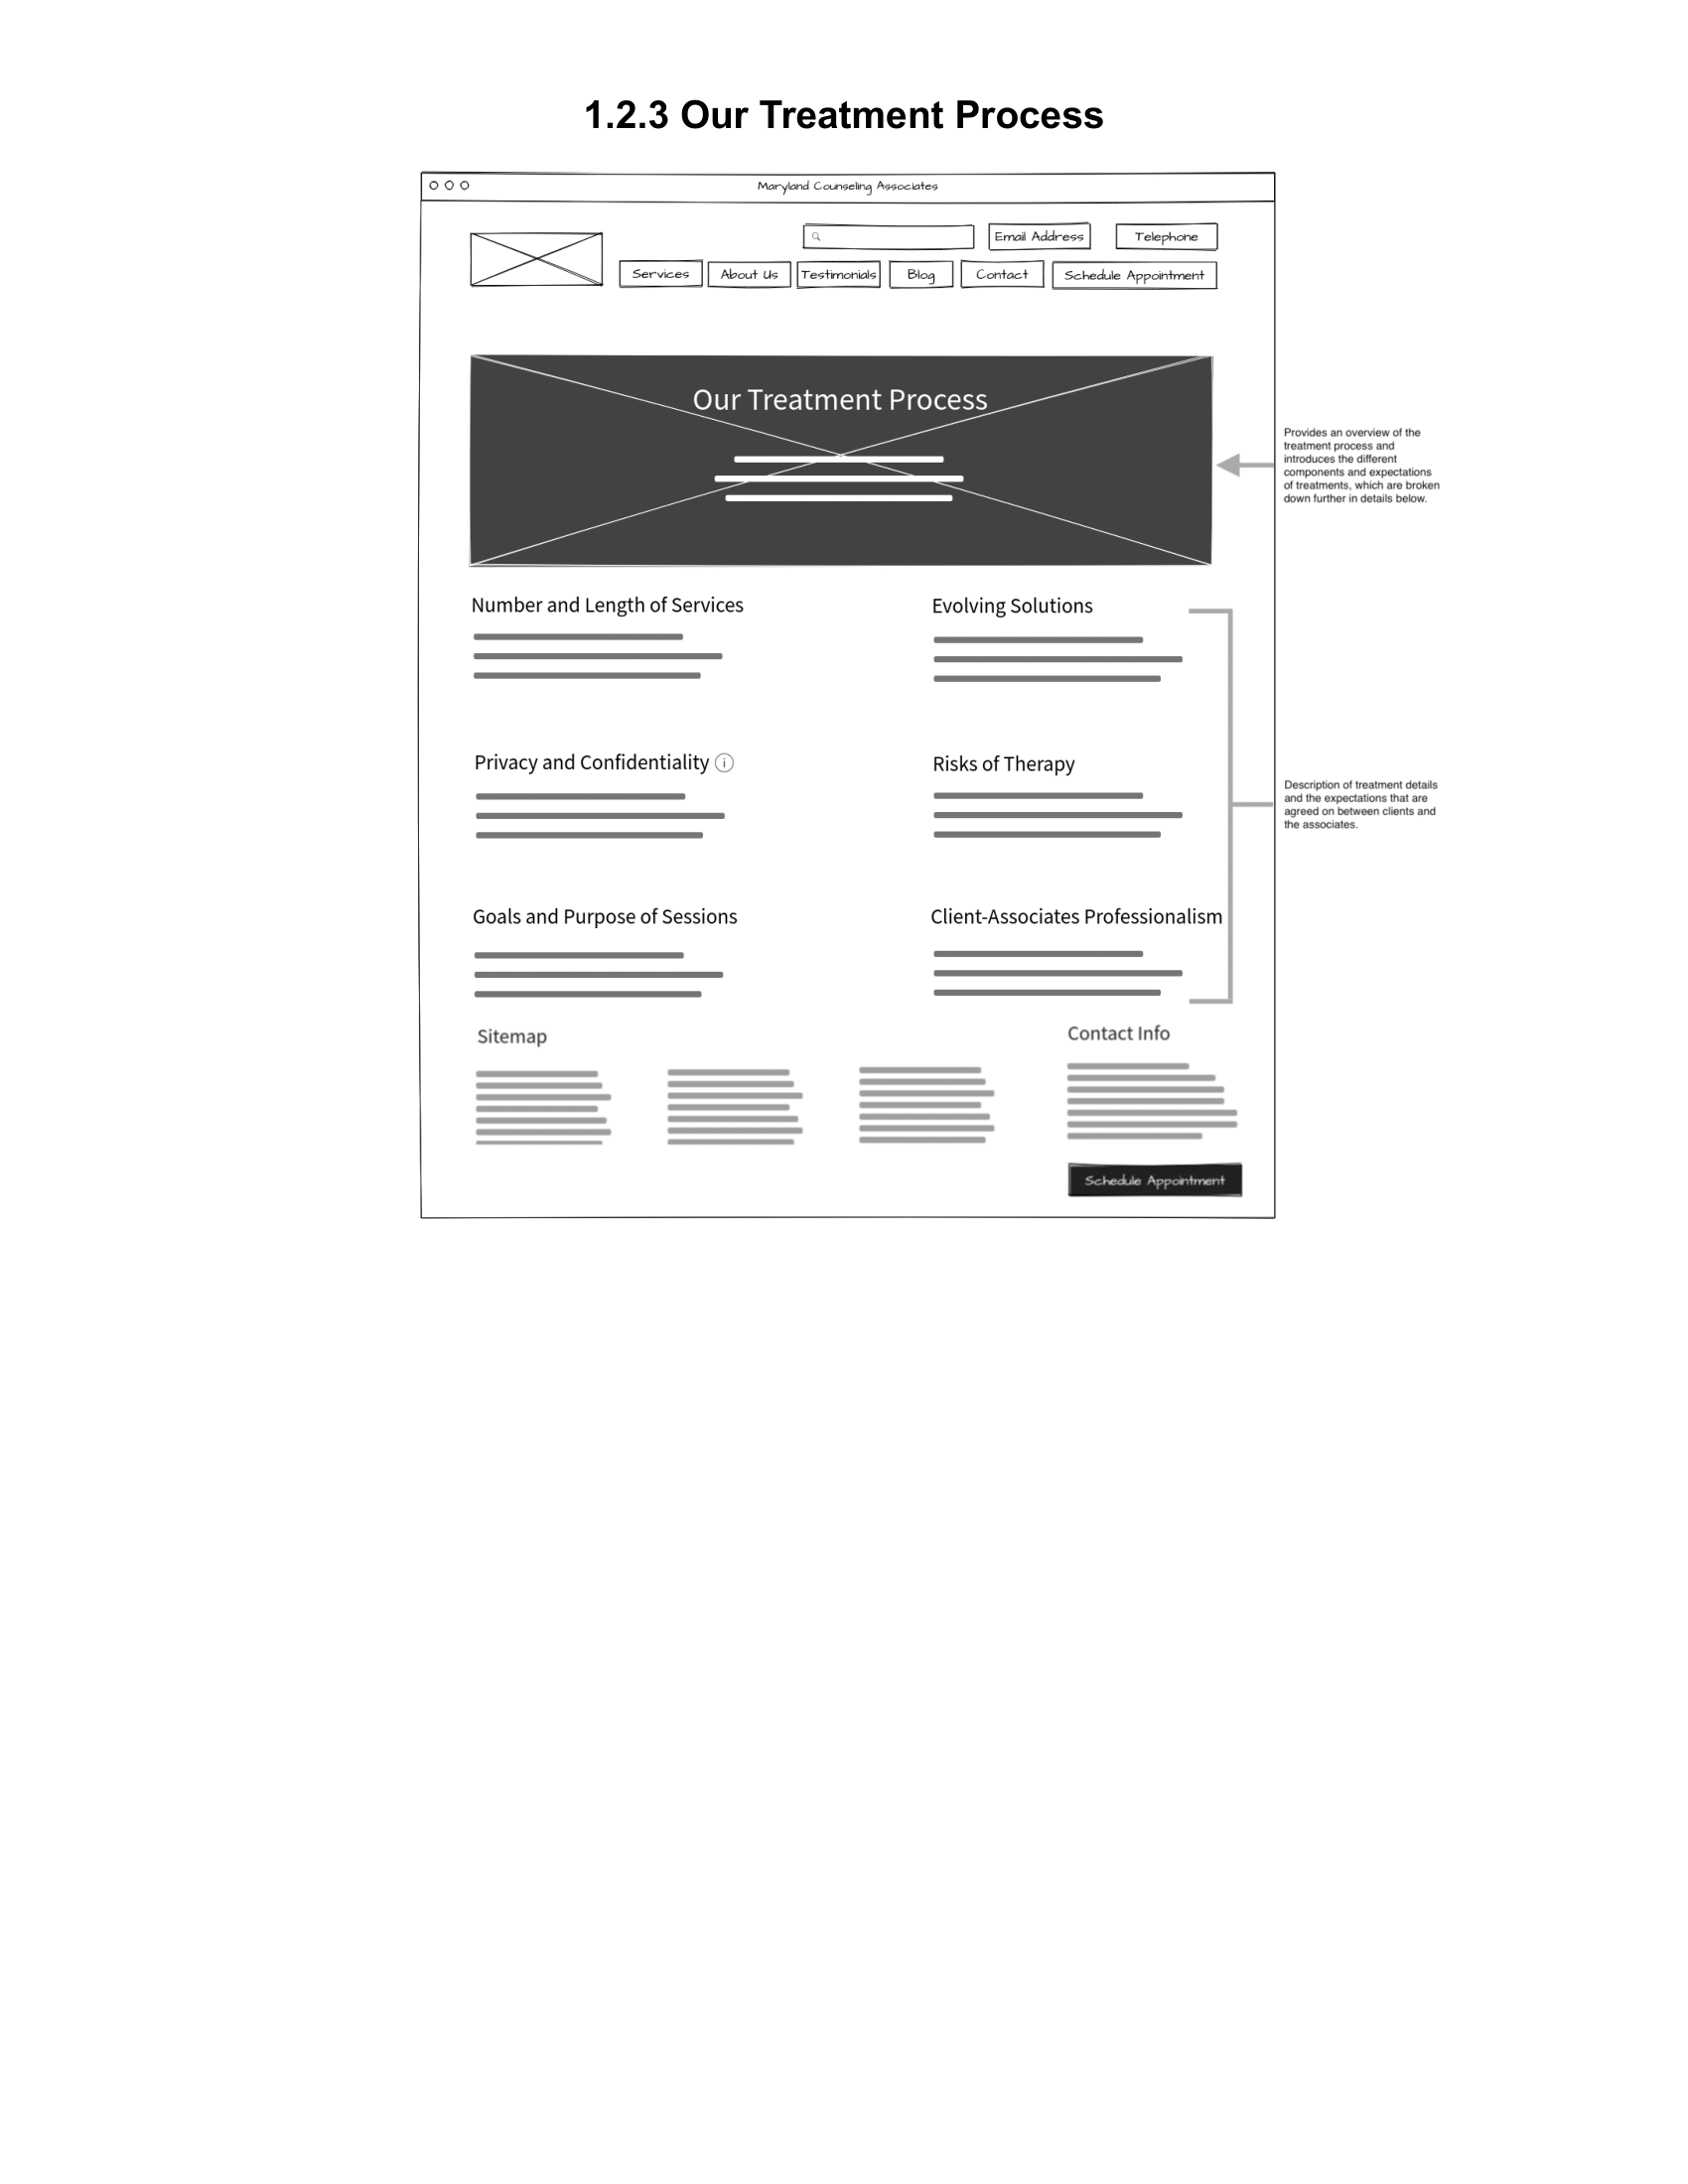 1.2.3 Our Treatment Process
Maryland Counseling Associates
Email Address
Telephone
Services
About Us
Testimonials
Blog
Contact
Schedule Appointment
Our Treatment Process
Provides an overview of the
treatment process and
introduces the different
components and expectations
of treatments, which are broken
down further in details below.
Number and Length of Services
Evolving Solutions
Privacy and Confidentiality
Risks of Therapy
Description of treatment details
and the expectations that are
agreed on between clients and
the associates.
Goals and Purpose of Sessions
Client-Associates Professionalism
Sitemap
Contact Info
Schedule Appointment